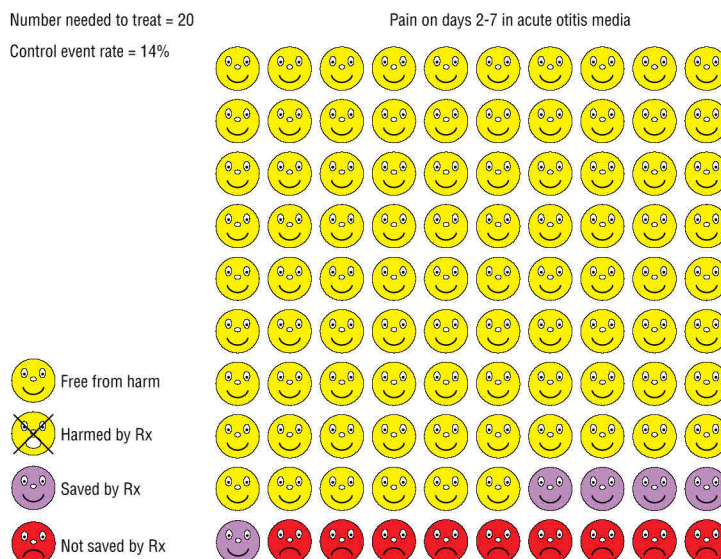 Number needed to treat = 20
Pain on days 2-7 in acute otitis media
Control event rate = 14%
Free from harm
Harmed by Rx
Saved by Rx
Not saved by Rx